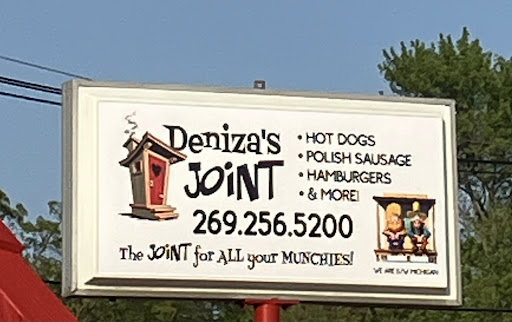 Deniza's
JOiNT
• HOT DOGS
• POLISH SAUSAGE
• HAMBURGERS
• & MORE!
269.256.5200
The JOiNT for ALL your MUNCHIES!
WE ARE S/W MICHIGAN